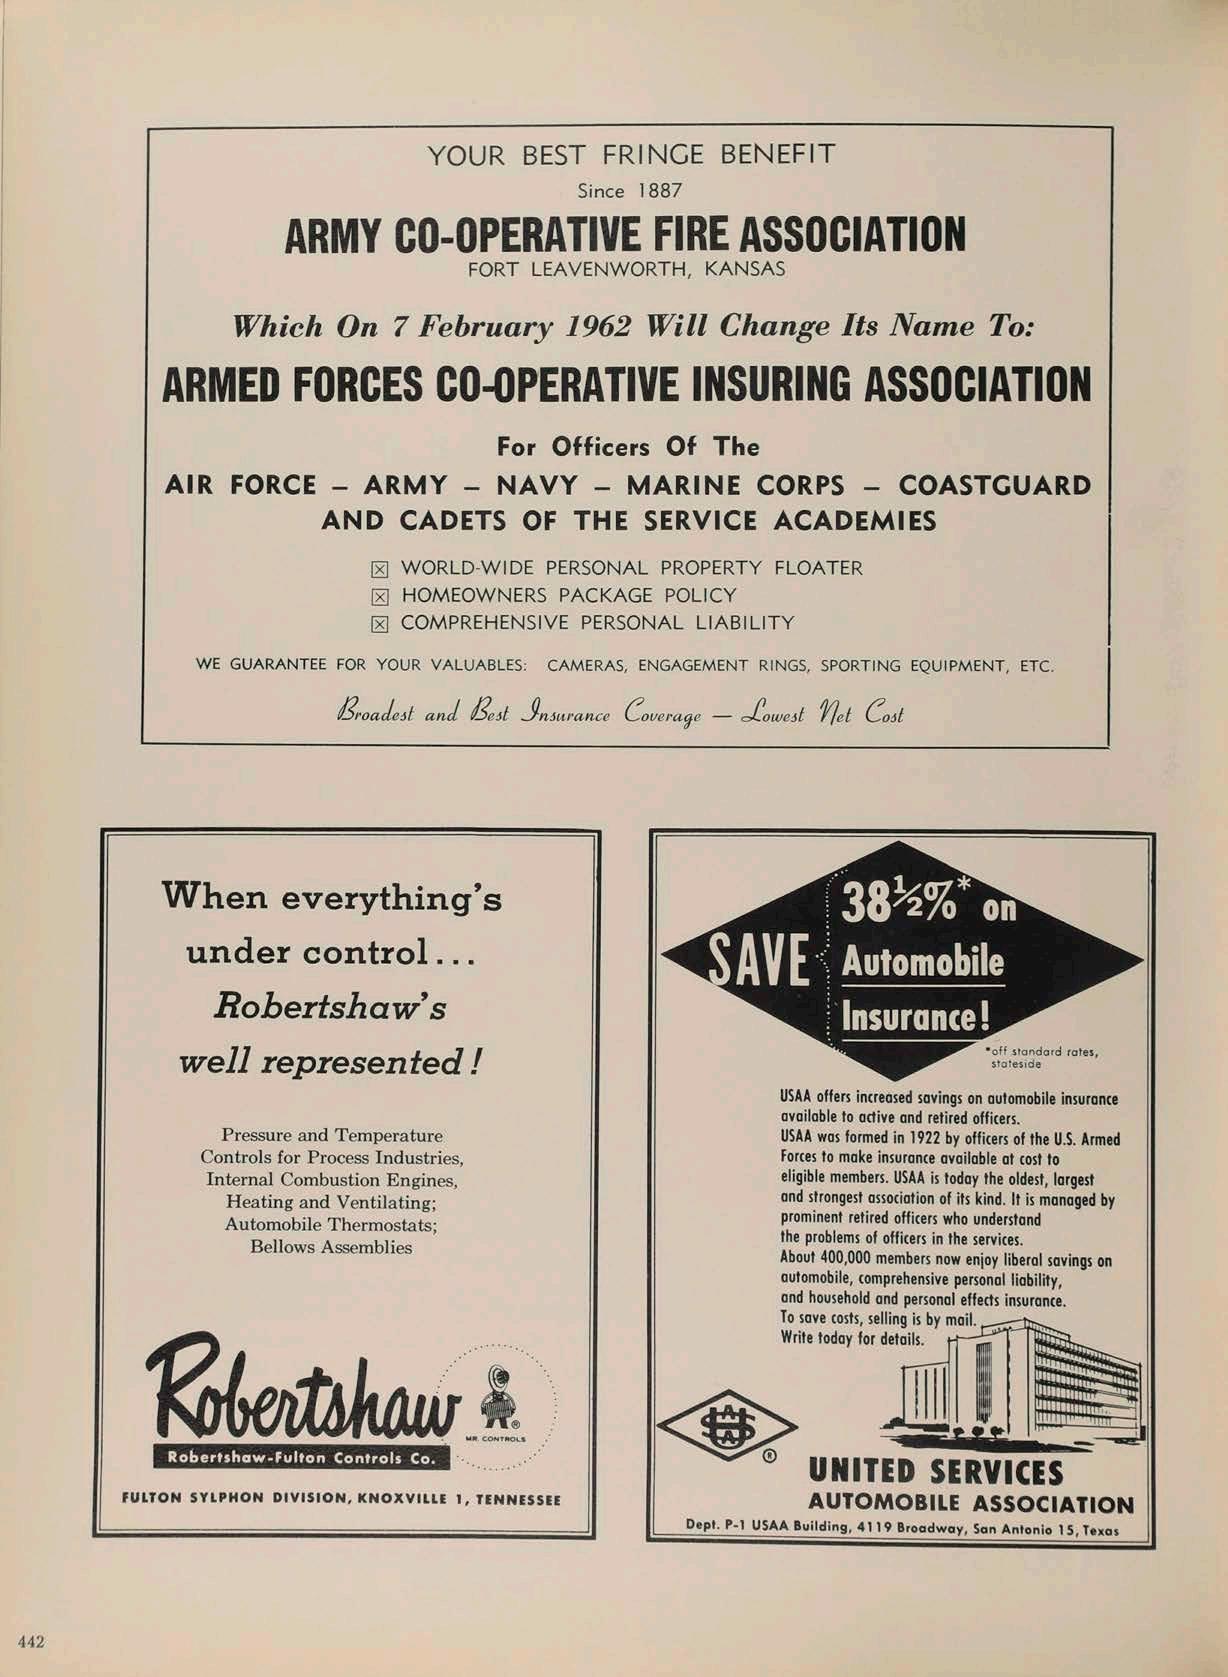 YOUR BEST FRINGE BENEFIT
Since 1887
ARMY CO-OPERATIVE FIRE ASSOCIATION
FORT LEAVENWORTH, KANSAS
Which On 7 February 1962 Will Change Its Name To:
ARMED FORCES CO-OPERATIVE INSURING ASSOCIATION
For Officers Of The
AIR FORCE – ARMY – NAVY – MARINE CORPS – COASTGUARD
AND CADETS OF THE SERVICE ACADEMIES
☒ WORLD-WIDE PERSONAL PROPERTY FLOATER
☒ HOMEOWNERS PACKAGE POLICY
☒ COMPREHENSIVE PERSONAL LIABILITY
WE GUARANTEE FOR YOUR VALUABLES: CAMERAS, ENGAGEMENT RINGS, SPORTING EQUIPMENT, ETC.
Broadest and Best Insurance Coverage — Lowest Net Cost
When everything's
under control...
Robertshaw's
well represented!
Pressure and Temperature
Controls for Process Industries,
Internal Combustion Engines,
Heating and Ventilating;
Automobile Thermostats;
Bellows Assemblies
Robertshaw
®
MR. CONTROLS
Robertshaw-Fulton Controls Co.
FULTON SYLPHON DIVISION, KNOXVILLE 1, TENNESSEE
SAVE
38½%* on
Automobile
Insurance!
*off standard rates,
stateside
USAA offers increased savings on automobile insurance
available to active and retired officers.
USAA was formed in 1922 by officers of the U.S. Armed
Forces to make insurance available at cost to
eligible members. USAA is today the oldest, largest
and strongest association of its kind. It is managed by
prominent retired officers who understand
the problems of officers in the services.
About 400,000 members now enjoy liberal savings on
automobile, comprehensive personal liability,
and household and personal effects insurance.
To save costs, selling is by mail.
Write today for details.
USAA
USAA
®
UNITED SERVICES
AUTOMOBILE ASSOCIATION
Dept. P-1 USAA Building, 4119 Broadway, San Antonio 15, Texas
442